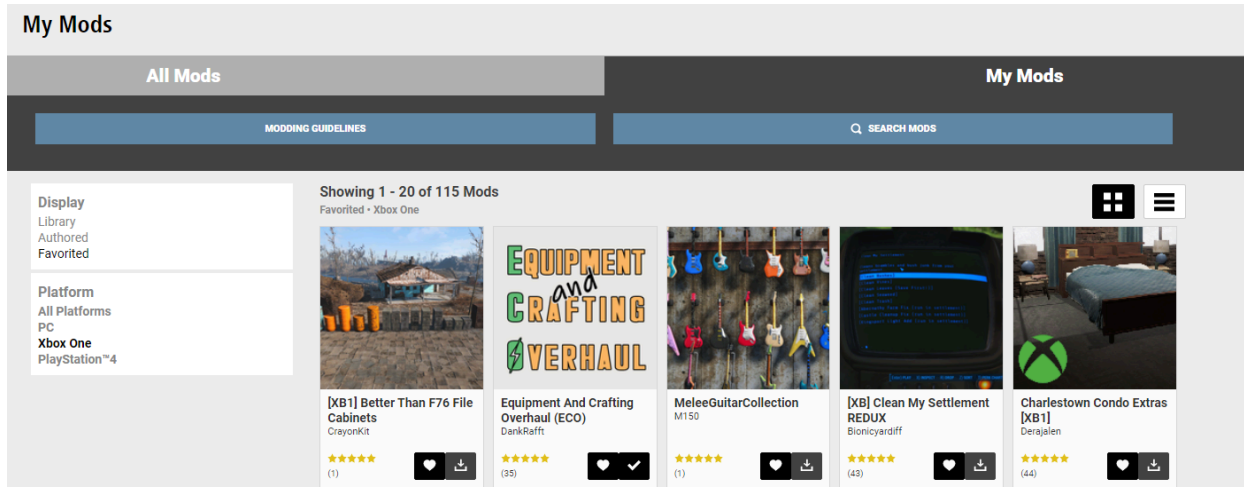 My Mods
All Mods
My Mods
MODDING GUIDELINES
SEARCH MODS
Display
Library
Authored
Favorited
Platform
All Platforms
PC
Xbox One
PlayStation™4
Showing 1 - 20 of 115 Mods
Favorited • Xbox One
EQUIPMENT
and
CRAFTING
OVERHAUL
[XB1] Better Than F76 File
Cabinets
CrayonKit
(1)
Equipment And Crafting
Overhaul (ECO)
DankRafft
(35)
MeleeGuitarCollection
M150
(1)
[XB] Clean My Settlement
REDUX
Bionicyardiff
(43)
Charlestown Condo Extras
[XB1]
Derajalen
(44)